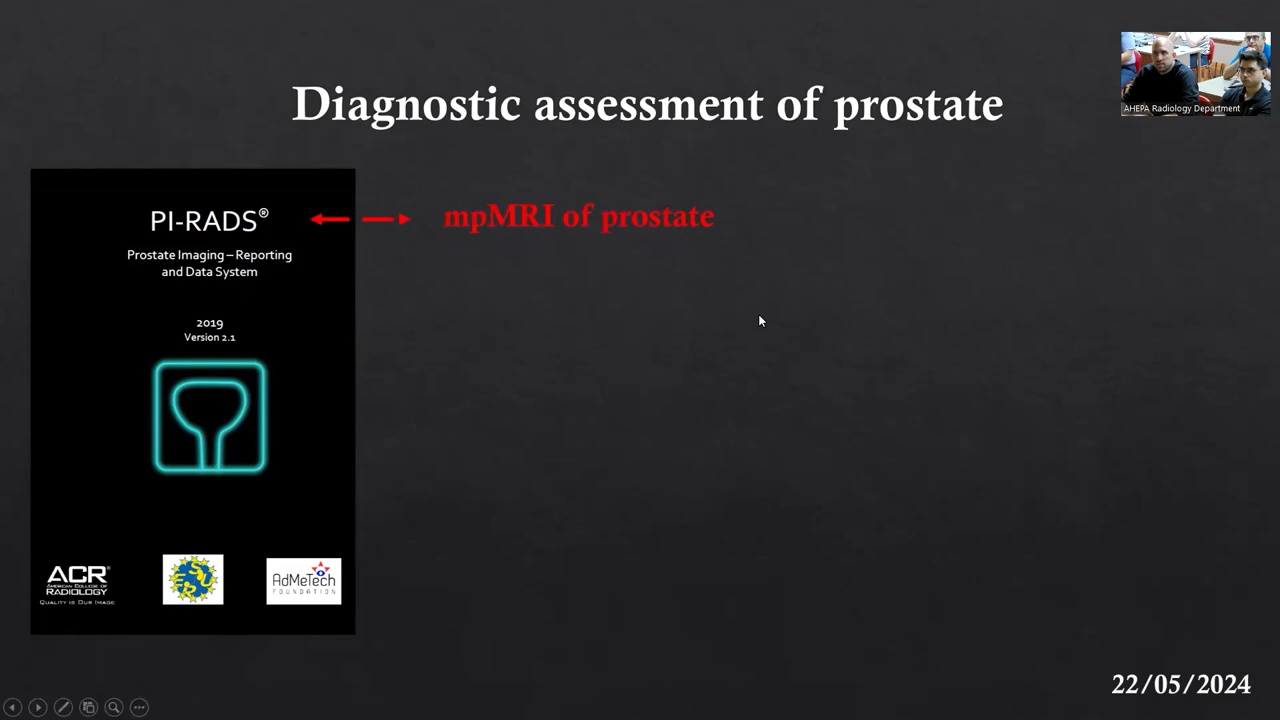 Diagnostic assessment of prostate
AHEPA Radiology Department
PI-RADS®
mpMRI of prostate
Prostate Imaging – Reporting
and Data System
2019
Version 2.1
ACR®
AMERICAN COLLEGE OF
RADIOLOGY
QUALITY IS OUR IMAGE
ESUR
AdMeTech
FOUNDATION
22/05/2024